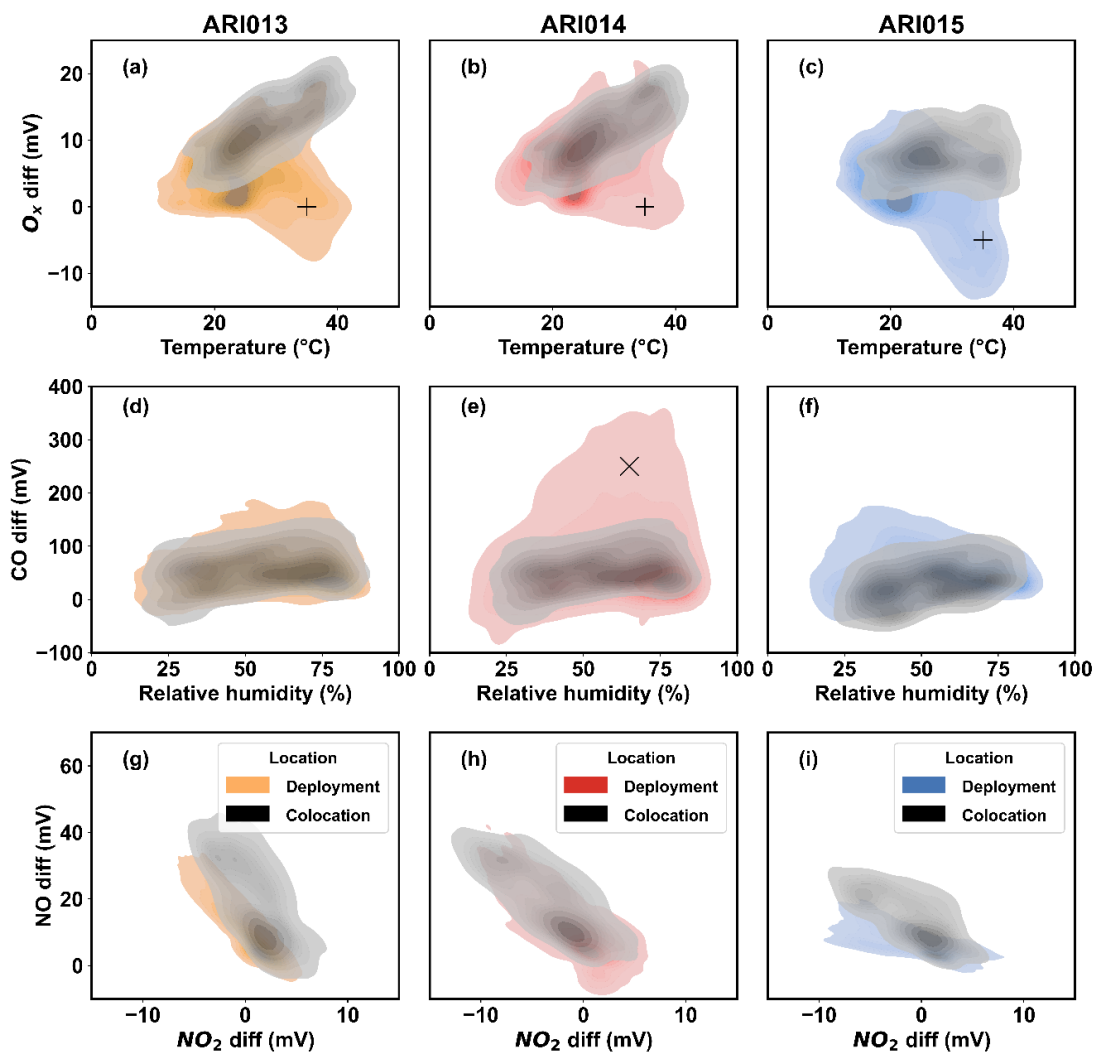 ARI013 ARI014 ARI015
(a) (b) (c)
20
10
0
−10
Oₓ diff (mV)
0 20 40 0 20 40 0 20 40
Temperature (°C) Temperature (°C) Temperature (°C)
(d) (e) (f)
400
300
200
100
0
−100
CO diff (mV)
0 25 50 75 100 0 25 50 75 100 0 25 50 75 100
Relative humidity (%) Relative humidity (%) Relative humidity (%)
(g) (h) (i)
Location Location Location
Deployment Deployment Deployment
Colocation Colocation Colocation
60
40
20
0
NO diff (mV)
−10 0 10 −10 0 10 −10 0 10
NO₂ diff (mV) NO₂ diff (mV) NO₂ diff (mV)